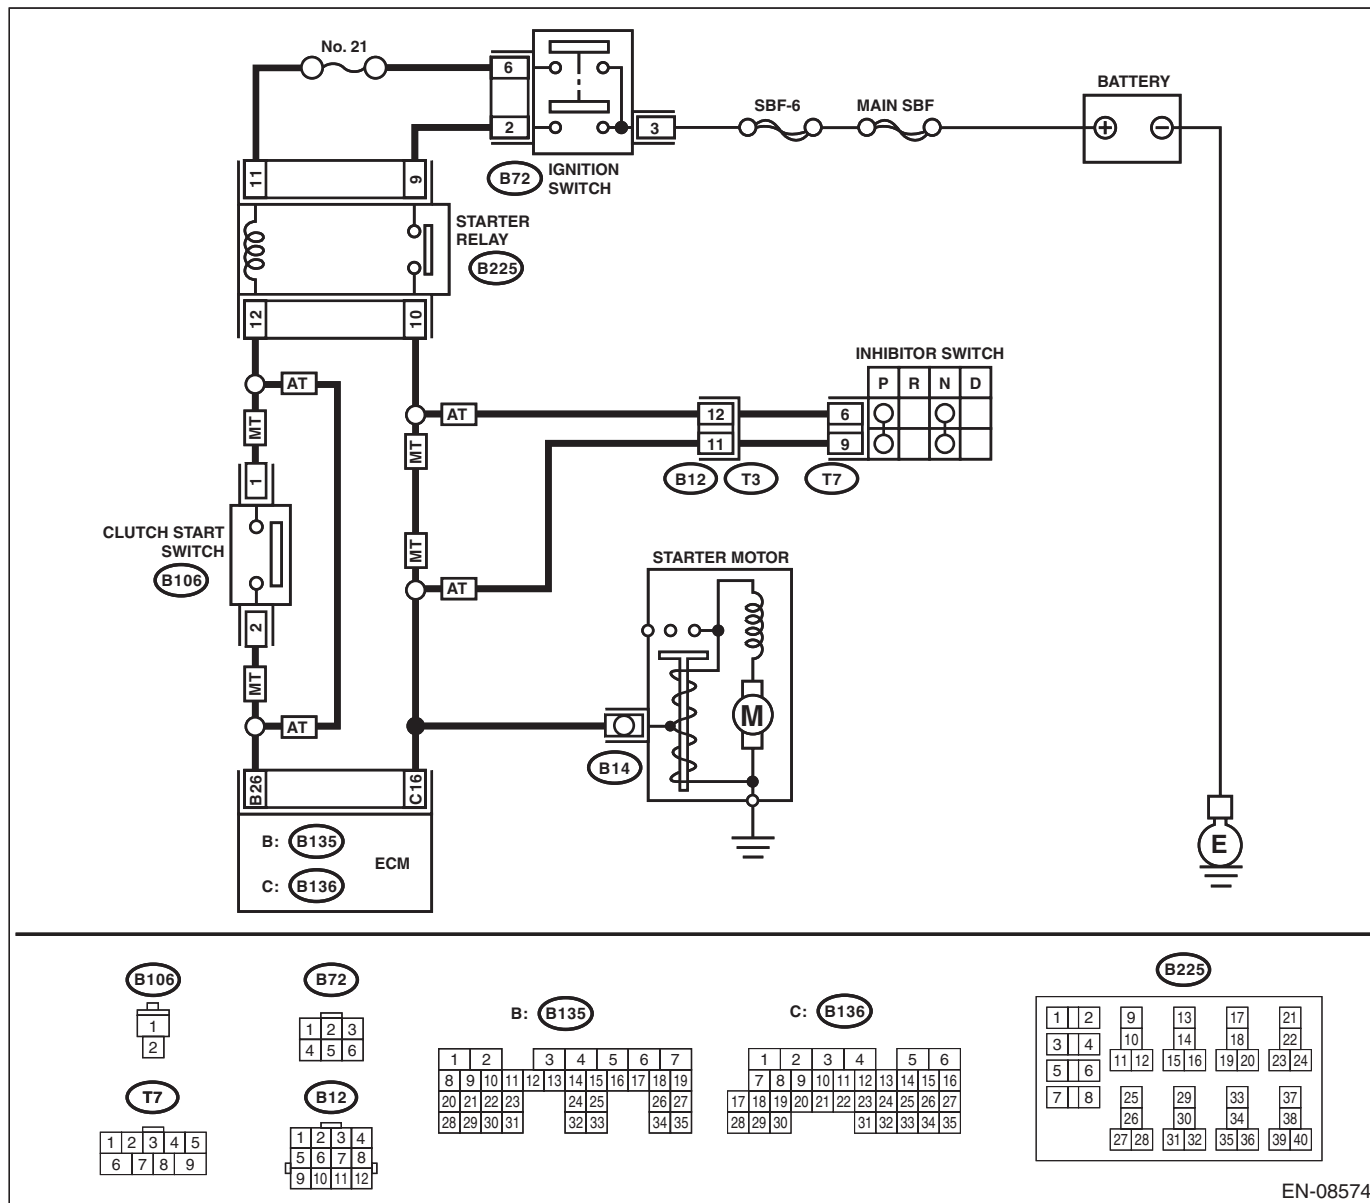 No. 21
6
2
3
B72
IGNITION
SWITCH
SBF-6
MAIN SBF
BATTERY
11
9
STARTER
RELAY
B225
12
10
AT
MT
1
CLUTCH START
SWITCH
B106
2
MT
AT
AT
MT
MT
AT
12
11
B12
T3
6
9
T7
INHIBITOR SWITCH
P R N D
STARTER MOTOR
M
B14
E
B26
C16
B: B135
C: B136
ECM
B106
1
2
B72
1 2 3
4 5 6
T7
1 2 3 4 5
6 7 8 9
B12
1 2 3 4
5 6 7 8
9 10 11 12
B: B135
1 2 3 4 5 6 7
8 9 10 11 12 13 14 15 16 17 18 19
20 21 22 23 24 25 26 27
28 29 30 31 32 33 34 35
C: B136
1 2 3 4 5 6
7 8 9 10 11 12 13 14 15 16
17 18 19 20 21 22 23 24 25 26 27
28 29 30 31 32 33 34 35
B225
1 2 9 13 17 21
3 4 10 14 18 22
11 12 15 16 19 20 23 24
5 6
7 8 25 29 33 37
26 30 34 38
27 28 31 32 35 36 39 40
EN-08574